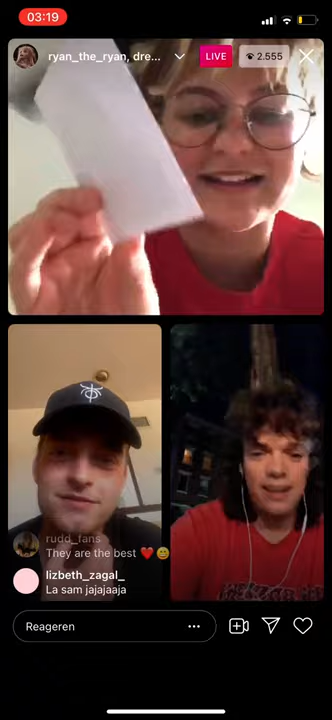 03:19
ryan_the_ryan, dre...
LIVE
2.555
rudd_fans
They are the best ❤️😊
lizbeth_zagal_
La sam jajajaaja
Reageren